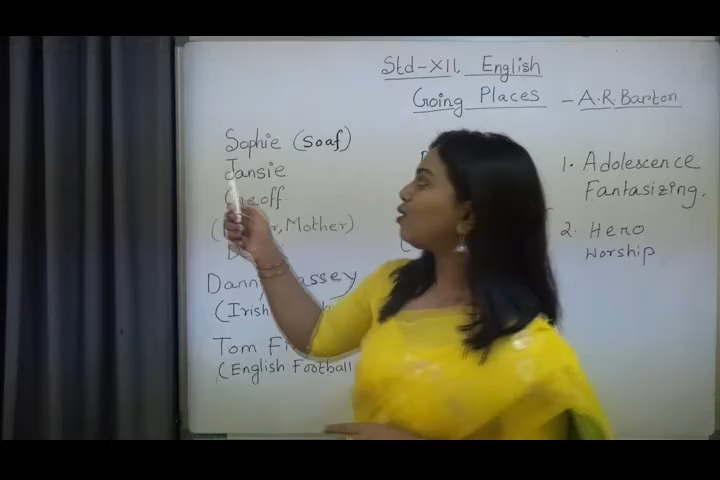 Std-XII. English
Going Places - A.R.Barton
Sophie (soaf)
Jansie
Geoff
Mother)
Danny
(Irish
Tom
(English Football
1. Adolescence
Fantasizing.
2. Hero
Worship